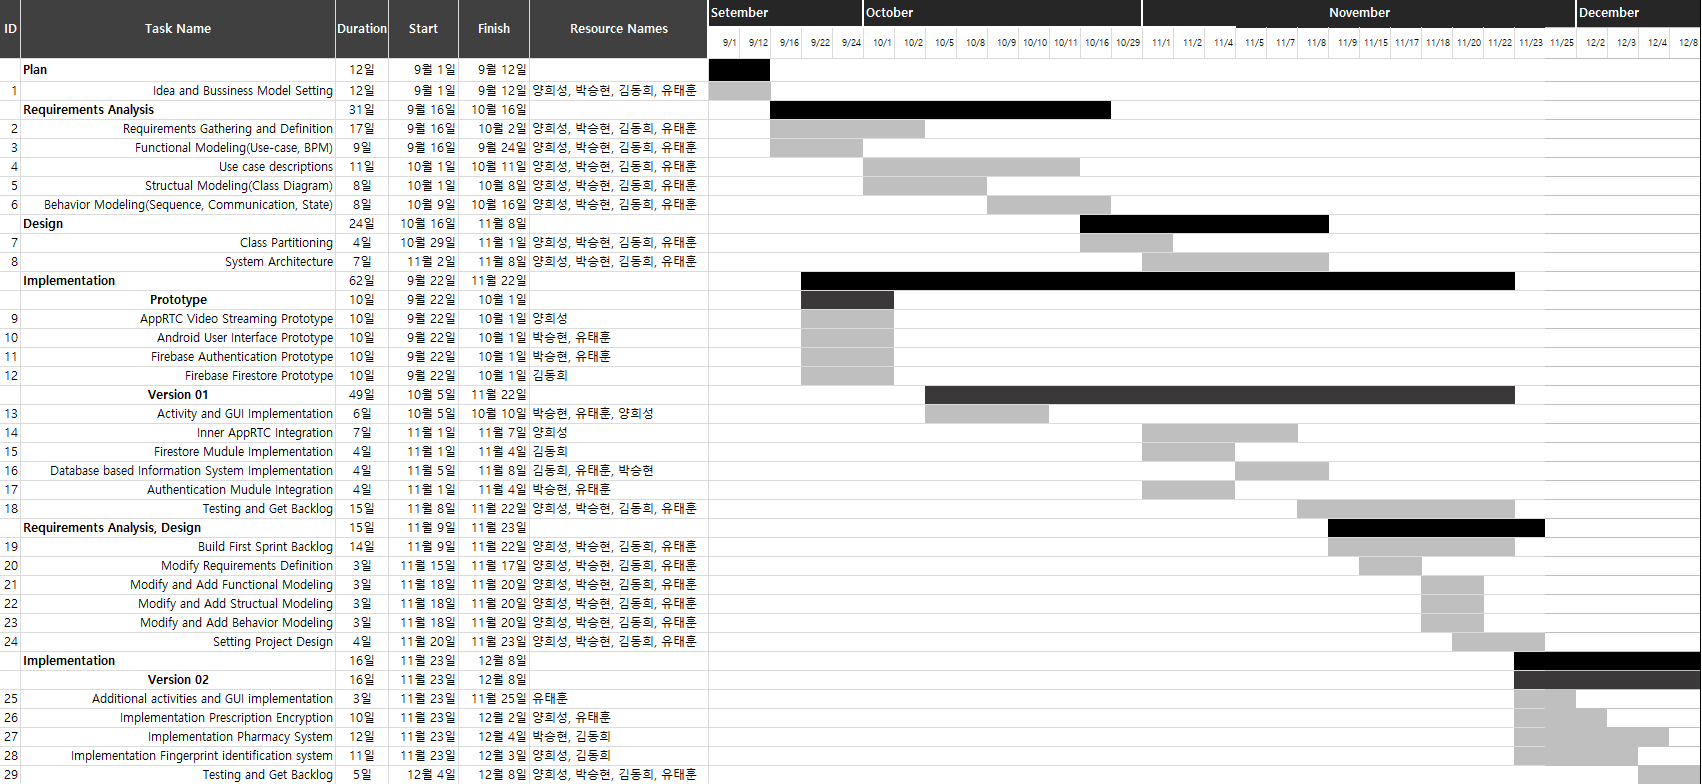 ID Task Name Duration Start Finish Resource Names Setember October November December
9/1 9/12 9/16 9/22 9/24 10/1 10/2 10/5 10/8 10/9 10/10 10/11 10/16 10/29 11/1 11/2 11/4 11/5 11/7 11/8 11/9 11/15 11/17 11/18 11/20 11/22 11/23 11/25 12/2 12/3 12/4 12/8
Plan 12일 9월 1일 9월 12일
1 Idea and Bussiness Model Setting 12일 9월 1일 9월 12일 양희성, 박승현, 김동희, 유태훈
Requirements Analysis 31일 9월 16일 10월 16일
2 Requirements Gathering and Definition 17일 9월 16일 10월 2일 양희성, 박승현, 김동희, 유태훈
3 Functional Modeling(Use-case, BPM) 9일 9월 16일 9월 24일 양희성, 박승현, 김동희, 유태훈
4 Use case descriptions 11일 10월 1일 10월 11일 양희성, 박승현, 김동희, 유태훈
5 Structual Modeling(Class Diagram) 8일 10월 1일 10월 8일 양희성, 박승현, 김동희, 유태훈
6 Behavior Modeling(Sequence, Communication, State) 8일 10월 9일 10월 16일 양희성, 박승현, 김동희, 유태훈
Design 24일 10월 16일 11월 8일
7 Class Partitioning 4일 10월 29일 11월 1일 양희성, 박승현, 김동희, 유태훈
8 System Architecture 7일 11월 2일 11월 8일 양희성, 박승현, 김동희, 유태훈
Implementation 62일 9월 22일 11월 22일
Prototype 10일 9월 22일 10월 1일
9 AppRTC Video Streaming Prototype 10일 9월 22일 10월 1일 양희성
10 Android User Interface Prototype 10일 9월 22일 10월 1일 박승현, 유태훈
11 Firebase Authentication Prototype 10일 9월 22일 10월 1일 박승현, 유태훈
12 Firebase Firestore Prototype 10일 9월 22일 10월 1일 김동희
Version 01 49일 10월 5일 11월 22일
13 Activity and GUI Implementation 6일 10월 5일 10월 10일 박승현, 유태훈, 양희성
14 Inner AppRTC Integration 7일 11월 1일 11월 7일 양희성
15 Firestore Mudule Implementation 4일 11월 1일 11월 4일 김동희
16 Database based Information System Implementation 4일 11월 5일 11월 8일 김동희, 유태훈, 박승현
17 Authentication Mudule Integration 4일 11월 1일 11월 4일 박승현, 유태훈
18 Testing and Get Backlog 15일 11월 8일 11월 22일 양희성, 박승현, 김동희, 유태훈
Requirements Analysis, Design 15일 11월 9일 11월 23일
19 Build First Sprint Backlog 14일 11월 9일 11월 22일 양희성, 박승현, 김동희, 유태훈
20 Modify Requirements Definition 3일 11월 15일 11월 17일 양희성, 박승현, 김동희, 유태훈
21 Modify and Add Functional Modeling 3일 11월 18일 11월 20일 양희성, 박승현, 김동희, 유태훈
22 Modify and Add Structual Modeling 3일 11월 18일 11월 20일 양희성, 박승현, 김동희, 유태훈
23 Modify and Add Behavior Modeling 3일 11월 18일 11월 20일 양희성, 박승현, 김동희, 유태훈
24 Setting Project Design 4일 11월 20일 11월 23일 양희성, 박승현, 김동희, 유태훈
Implementation 16일 11월 23일 12월 8일
Version 02 16일 11월 23일 12월 8일
25 Additional activities and GUI implementation 3일 11월 23일 11월 25일 유태훈
26 Implementation Prescription Encryption 10일 11월 23일 12월 2일 양희성, 유태훈
27 Implementation Pharmacy System 12일 11월 23일 12월 4일 박승현, 김동희
28 Implementation Fingerprint identification system 11일 11월 23일 12월 3일 양희성, 김동희
29 Testing and Get Backlog 5일 12월 4일 12월 8일 양희성, 박승현, 김동희, 유태훈